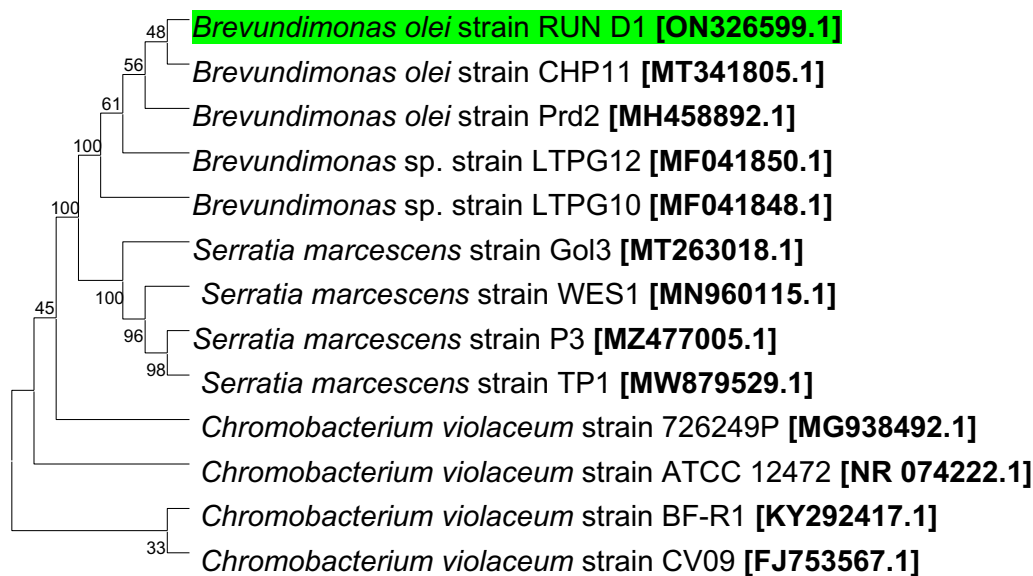 Brevundimonas olei strain RUN D1 [ON326599.1]
48
Brevundimonas olei strain CHP11 [MT341805.1]
56
Brevundimonas olei strain Prd2 [MH458892.1]
61
Brevundimonas sp. strain LTPG12 [MF041850.1]
100
Brevundimonas sp. strain LTPG10 [MF041848.1]
100
Serratia marcescens strain Gol3 [MT263018.1]
100
Serratia marcescens strain WES1 [MN960115.1]
45
96
Serratia marcescens strain P3 [MZ477005.1]
98
Serratia marcescens strain TP1 [MW879529.1]
Chromobacterium violaceum strain 726249P [MG938492.1]
Chromobacterium violaceum strain ATCC 12472 [NR 074222.1]
Chromobacterium violaceum strain BF-R1 [KY292417.1]
33
Chromobacterium violaceum strain CV09 [FJ753567.1]